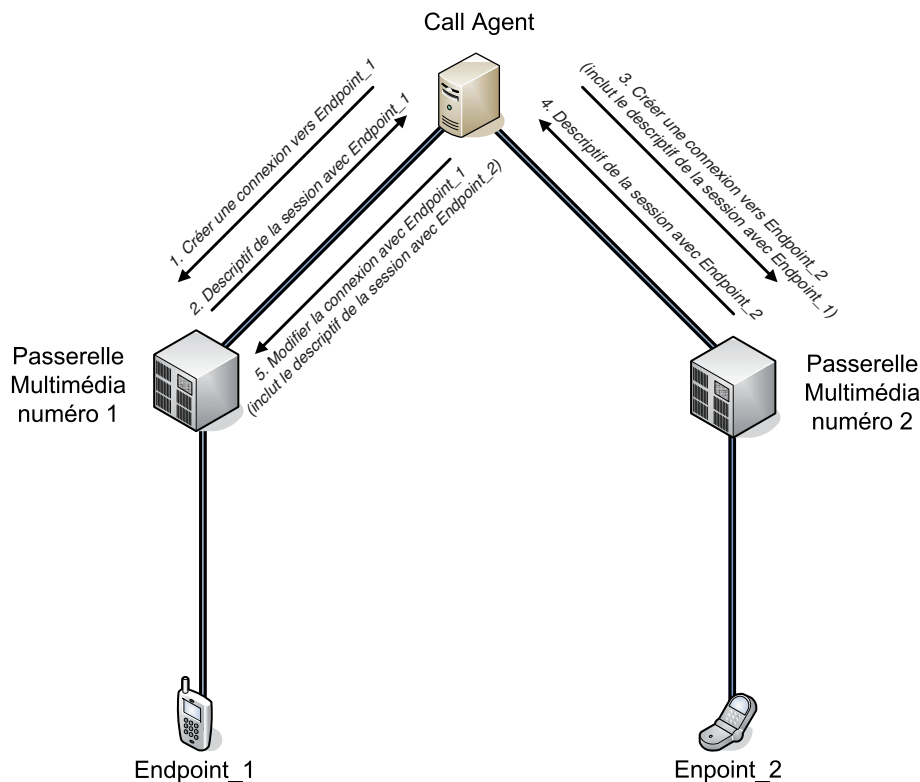 Call Agent
1. Créer une connexion vers Endpoint_1
2. Descriptif de la session avec Endpoint_1
5. Modifier la connexion avec Endpoint_1
(inclut le descriptif de la session avec Endpoint_2)
3. Créer une connexion vers Endpoint_2
(inclut le descriptif de la session avec Endpoint_1)
4. Descriptif de la session avec Endpoint_2
Passerelle
Multimédia
numéro 1
Passerelle
Multimédia
numéro 2
Endpoint_1
Enpoint_2